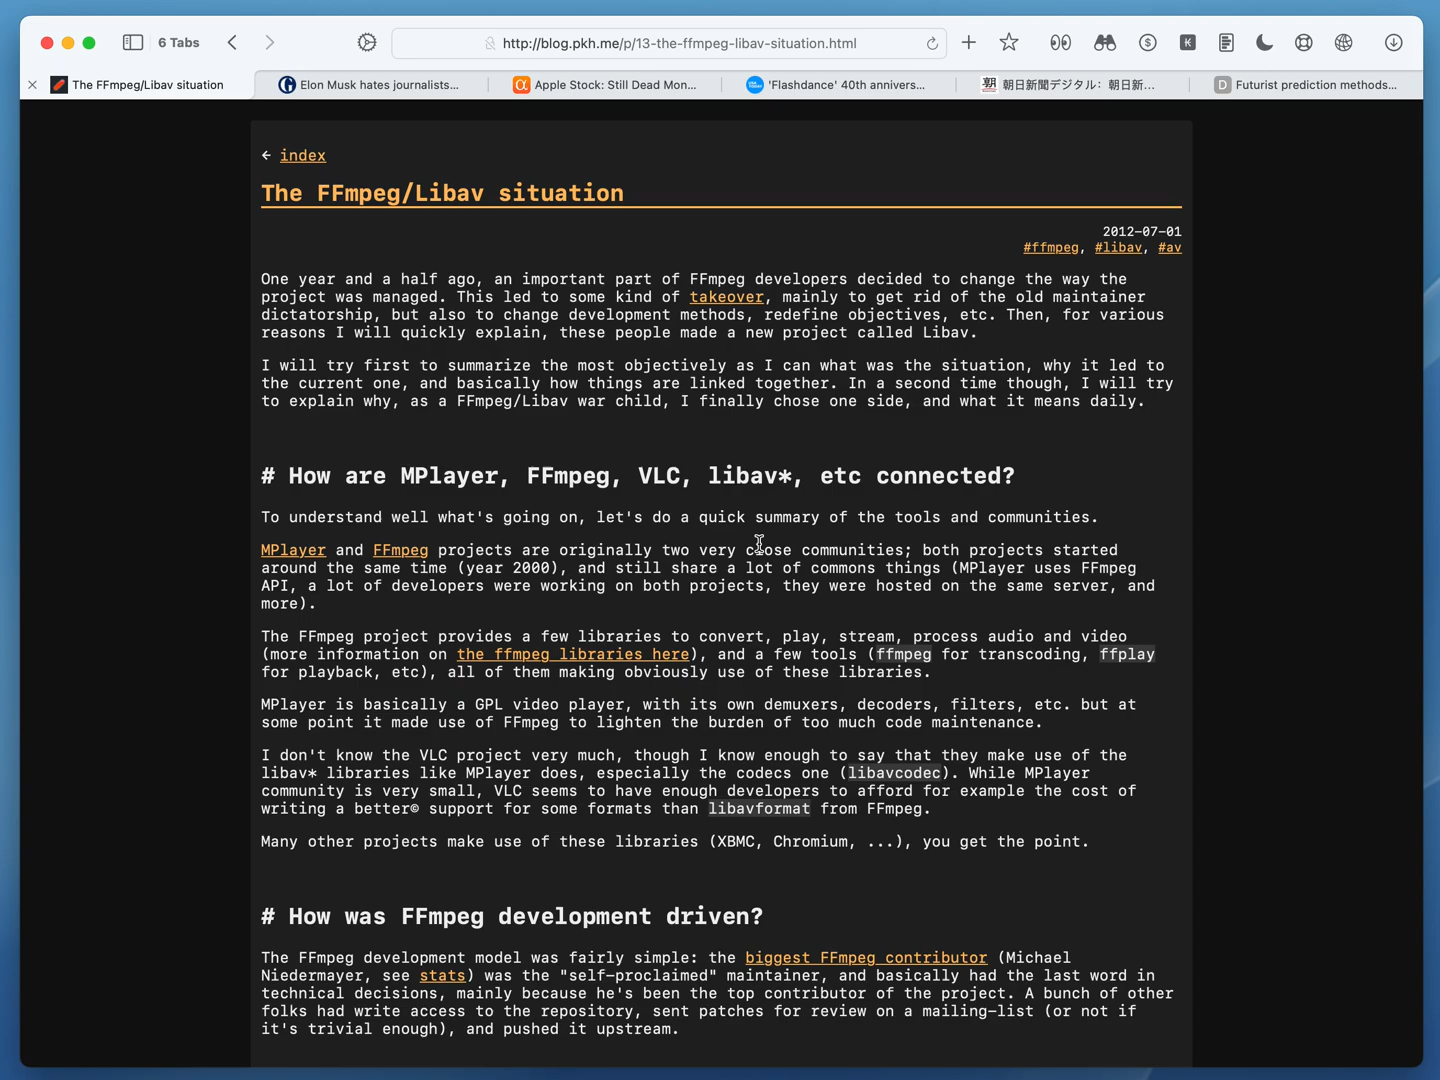 6 Tabs
http://blog.pkh.me/p/13-the-ffmpeg-libav-situation.html
The FFmpeg/Libav situation
Elon Musk hates journalists...
Apple Stock: Still Dead Mon...
'Flashdance' 40th annivers...
朝日新聞デジタル：朝日新...
Futurist prediction methods...
← index
The FFmpeg/Libav situation
2012-07-01
#ffmpeg, #libav, #av
One year and a half ago, an important part of FFmpeg developers decided to change the way the
project was managed. This led to some kind of takeover, mainly to get rid of the old maintainer
dictatorship, but also to change development methods, redefine objectives, etc. Then, for various
reasons I will quickly explain, these people made a new project called Libav.
I will try first to summarize the most objectively as I can what was the situation, why it led to
the current one, and basically how things are linked together. In a second time though, I will try
to explain why, as a FFmpeg/Libav war child, I finally chose one side, and what it means daily.
# How are MPlayer, FFmpeg, VLC, libav*, etc connected?
To understand well what's going on, let's do a quick summary of the tools and communities.
MPlayer and FFmpeg projects are originally two very close communities; both projects started
around the same time (year 2000), and still share a lot of commons things (MPlayer uses FFmpeg
API, a lot of developers were working on both projects, they were hosted on the same server, and
more).
The FFmpeg project provides a few libraries to convert, play, stream, process audio and video
(more information on the ffmpeg libraries here), and a few tools (ffmpeg for transcoding, ffplay
for playback, etc), all of them making obviously use of these libraries.
MPlayer is basically a GPL video player, with its own demuxers, decoders, filters, etc. but at
some point it made use of FFmpeg to lighten the burden of too much code maintenance.
I don't know the VLC project very much, though I know enough to say that they make use of the
libav* libraries like MPlayer does, especially the codecs one (libavcodec). While MPlayer
community is very small, VLC seems to have enough developers to afford for example the cost of
writing a better© support for some formats than libavformat from FFmpeg.
Many other projects make use of these libraries (XBMC, Chromium, ...), you get the point.
# How was FFmpeg development driven?
The FFmpeg development model was fairly simple: the biggest FFmpeg contributor (Michael
Niedermayer, see stats) was the "self-proclaimed" maintainer, and basically had the last word in
technical decisions, mainly because he's been the top contributor of the project. A bunch of other
folks had write access to the repository, sent patches for review on a mailing-list (or not if
it's trivial enough), and pushed it upstream.